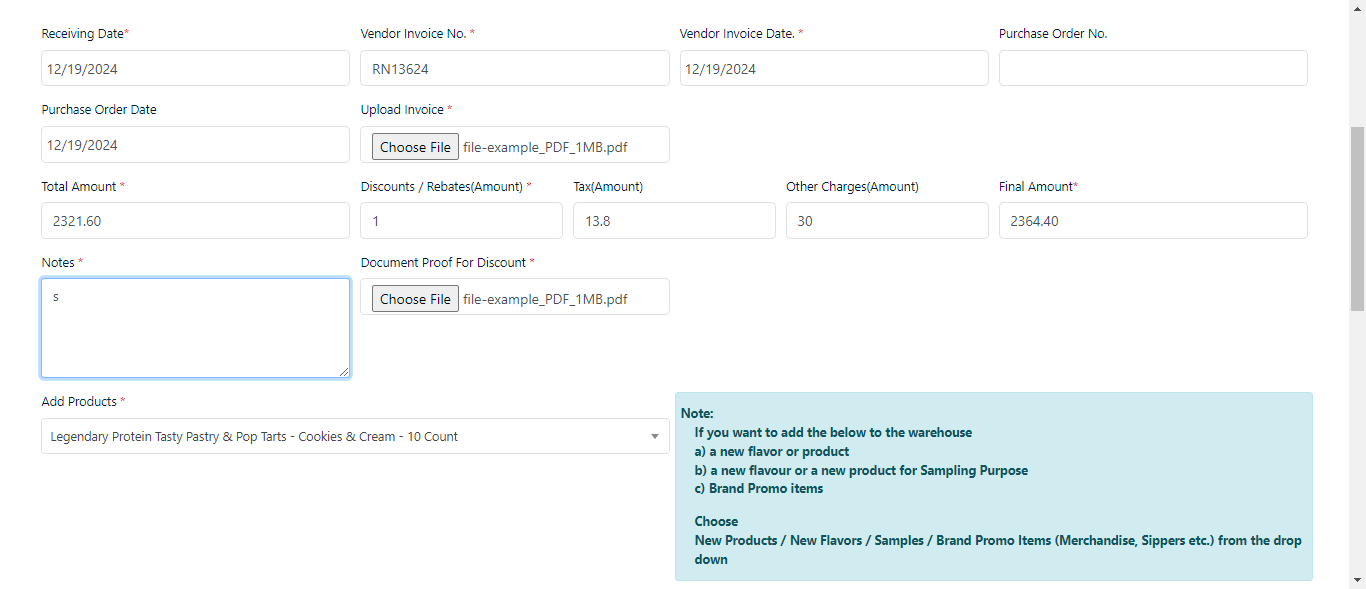 Receiving Date* Vendor Invoice No. * Vendor Invoice Date. * Purchase Order No.
12/19/2024 RN13624 12/19/2024
Purchase Order Date Upload Invoice *
12/19/2024 Choose File file-example_PDF_1MB.pdf
Total Amount * Discounts / Rebates(Amount) * Tax(Amount) Other Charges(Amount) Final Amount*
2321.60 1 13.8 30 2364.40
Notes * Document Proof For Discount *
s Choose File file-example_PDF_1MB.pdf
Add Products *
Legendary Protein Tasty Pastry & Pop Tarts - Cookies & Cream - 10 Count
Note:
If you want to add the below to the warehouse
a) a new flavor or product
b) a new flavour or a new product for Sampling Purpose
c) Brand Promo items
Choose
New Products / New Flavors / Samples / Brand Promo Items (Merchandise, Sippers etc.) from the drop
down